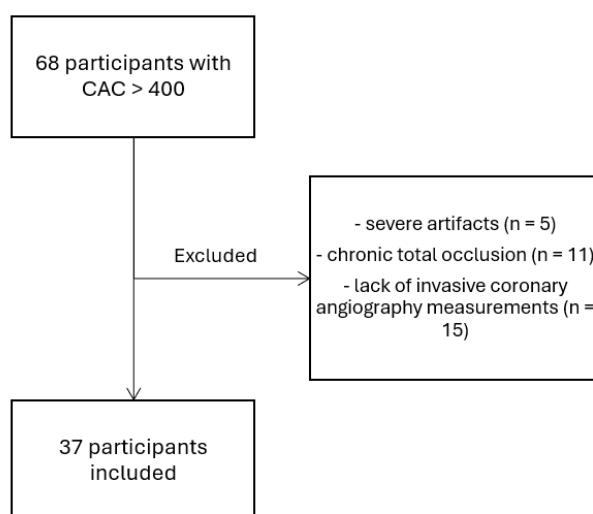 68 participants with
CAC > 400
Excluded
- severe artifacts (n = 5)
- chronic total occlusion (n = 11)
- lack of invasive coronary
angiography measurements (n =
15)
37 participants
included